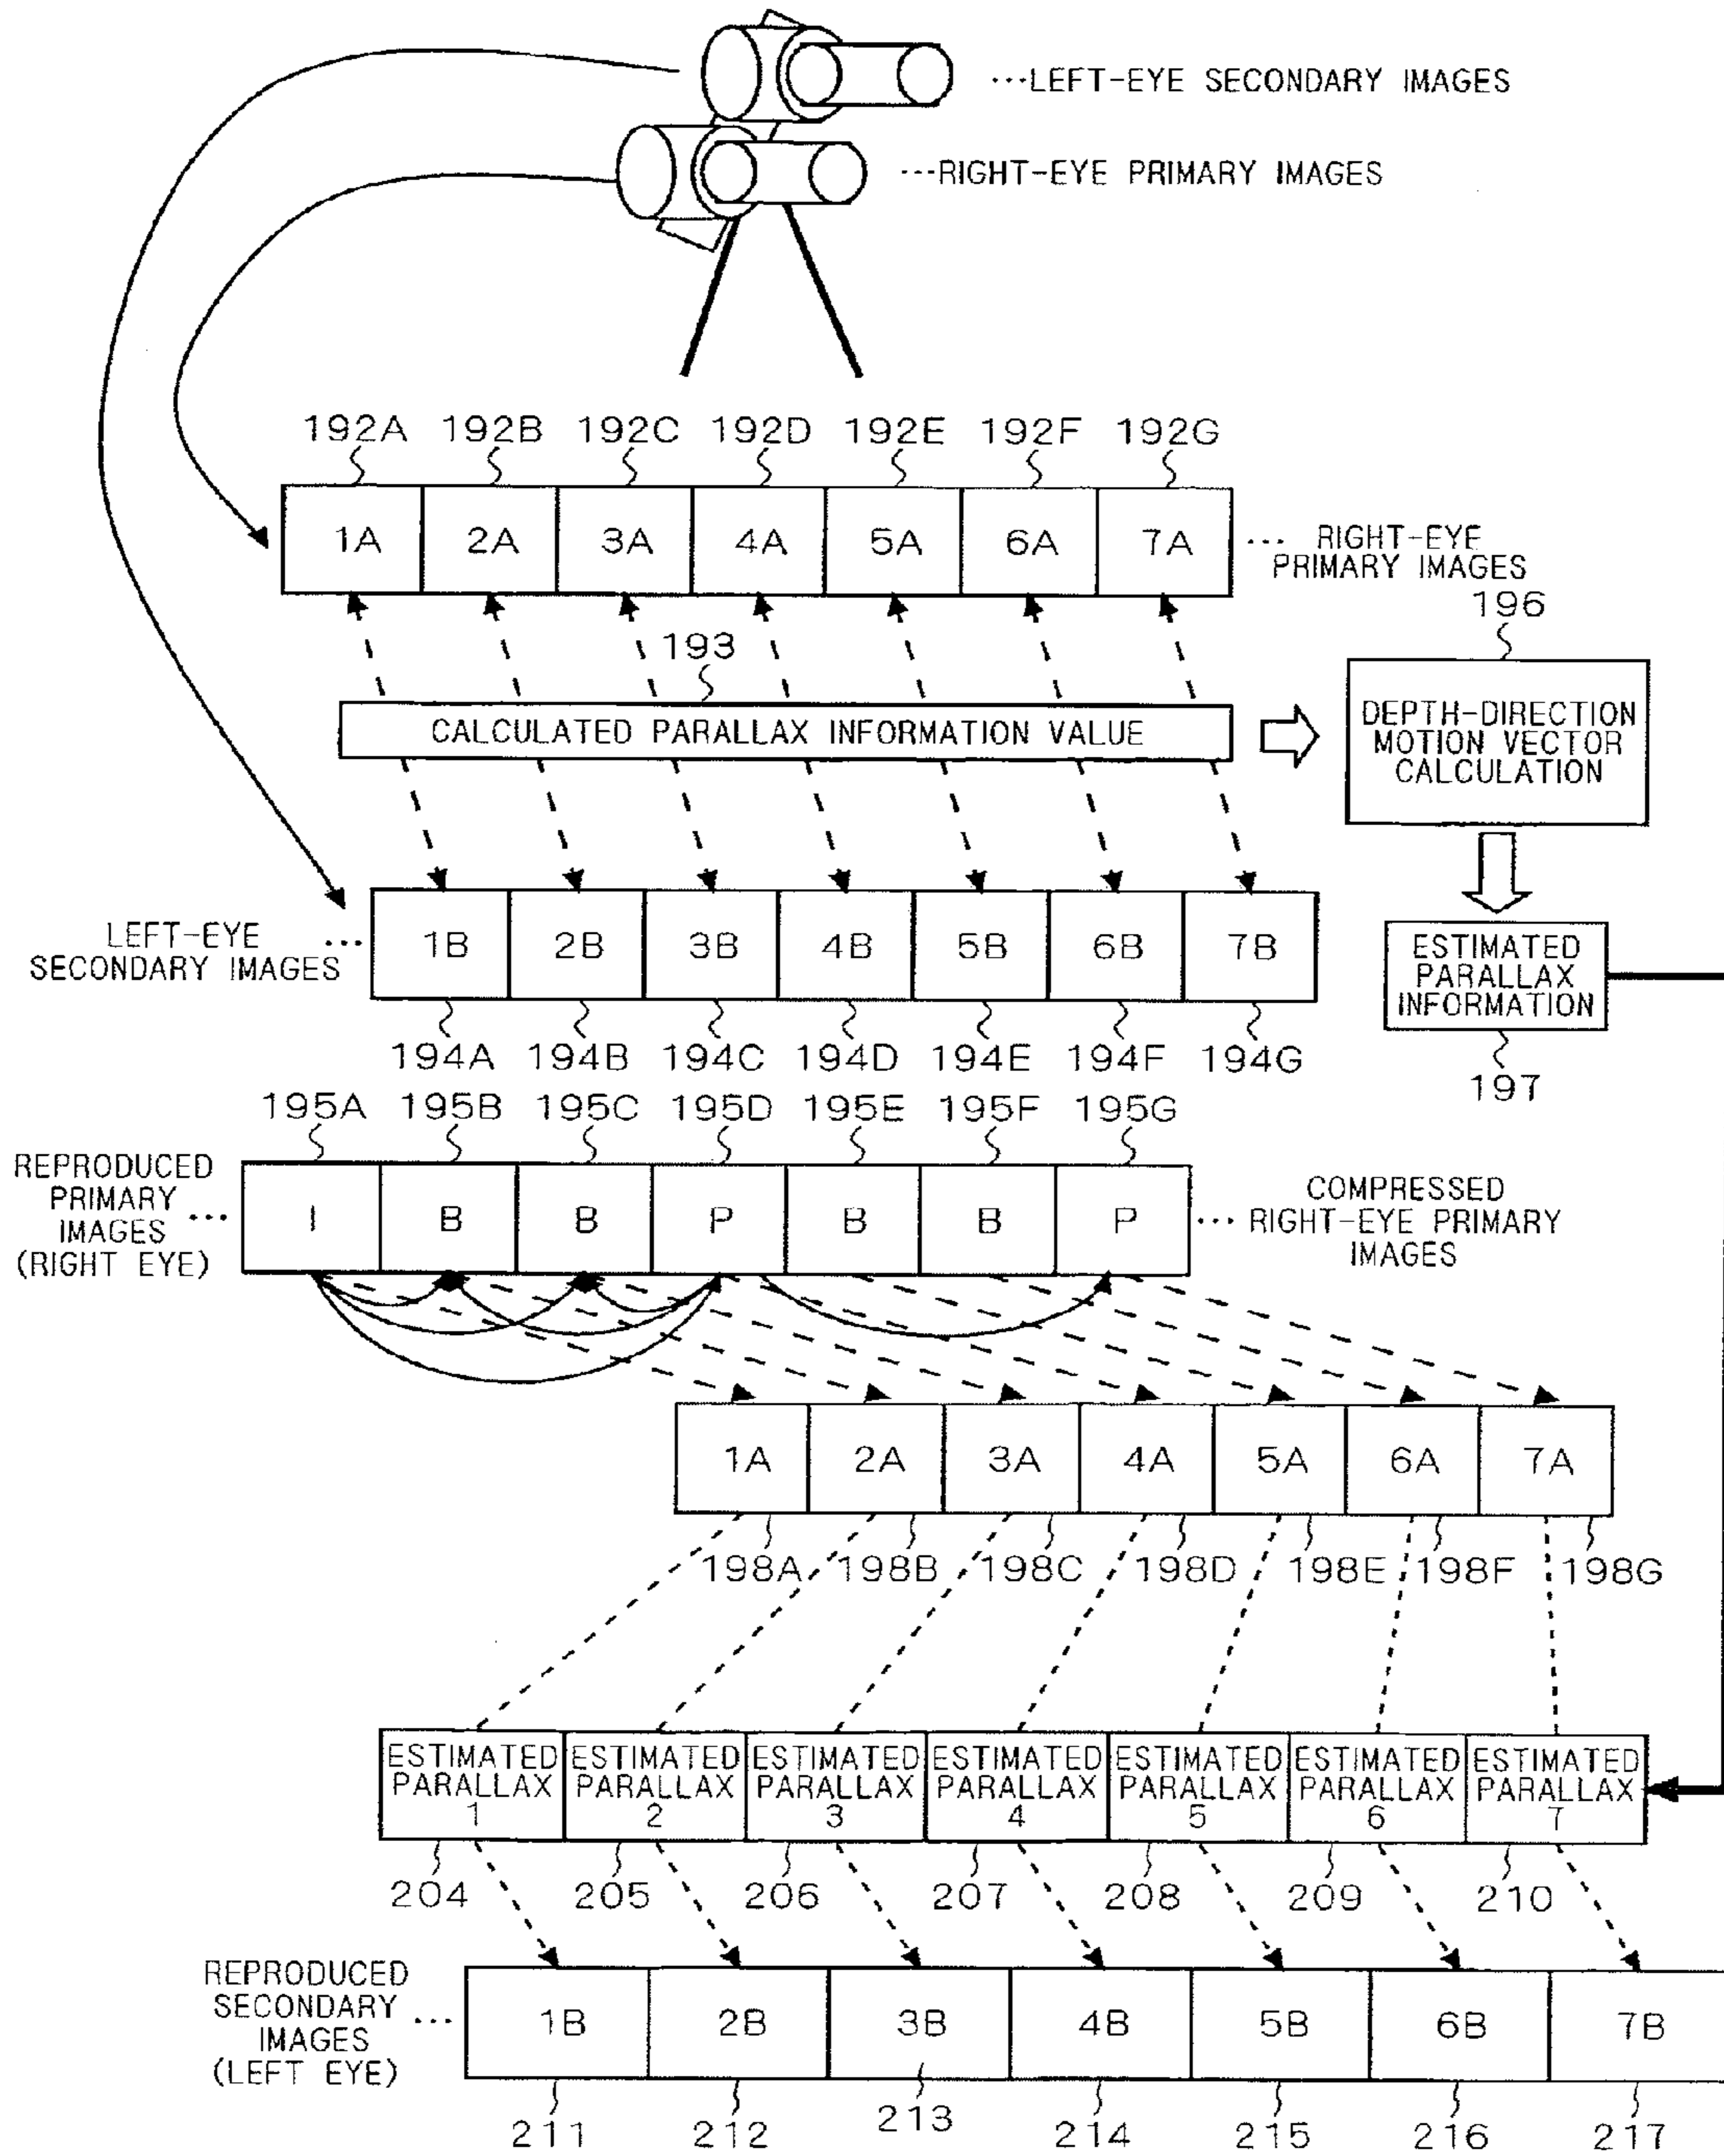 ···LEFT-EYE SECONDARY IMAGES
···RIGHT-EYE PRIMARY IMAGES
192A 192B 192C 192D 192E 192F 192G
1A 2A 3A 4A 5A 6A 7A
··· RIGHT-EYE
PRIMARY IMAGES
193
196
CALCULATED PARALLAX INFORMATION VALUE
DEPTH-DIRECTION
MOTION VECTOR
CALCULATION
LEFT-EYE ···
SECONDARY IMAGES
1B 2B 3B 4B 5B 6B 7B
ESTIMATED
PARALLAX
INFORMATION
194A 194B 194C 194D 194E 194F 194G
197
195A 195B 195C 195D 195E 195F 195G
REPRODUCED
PRIMARY
IMAGES ···
(RIGHT EYE)
I B B P B B P
COMPRESSED
··· RIGHT-EYE PRIMARY
IMAGES
1A 2A 3A 4A 5A 6A 7A
198A 198B 198C 198D 198E 198F 198G
ESTIMATED
PARALLAX
1
ESTIMATED
PARALLAX
2
ESTIMATED
PARALLAX
3
ESTIMATED
PARALLAX
4
ESTIMATED
PARALLAX
5
ESTIMATED
PARALLAX
6
ESTIMATED
PARALLAX
7
204 205 206 207 208 209 210
REPRODUCED
SECONDARY ···
IMAGES
(LEFT EYE)
1B 2B 3B 4B 5B 6B 7B
211 212 213 214 215 216 217